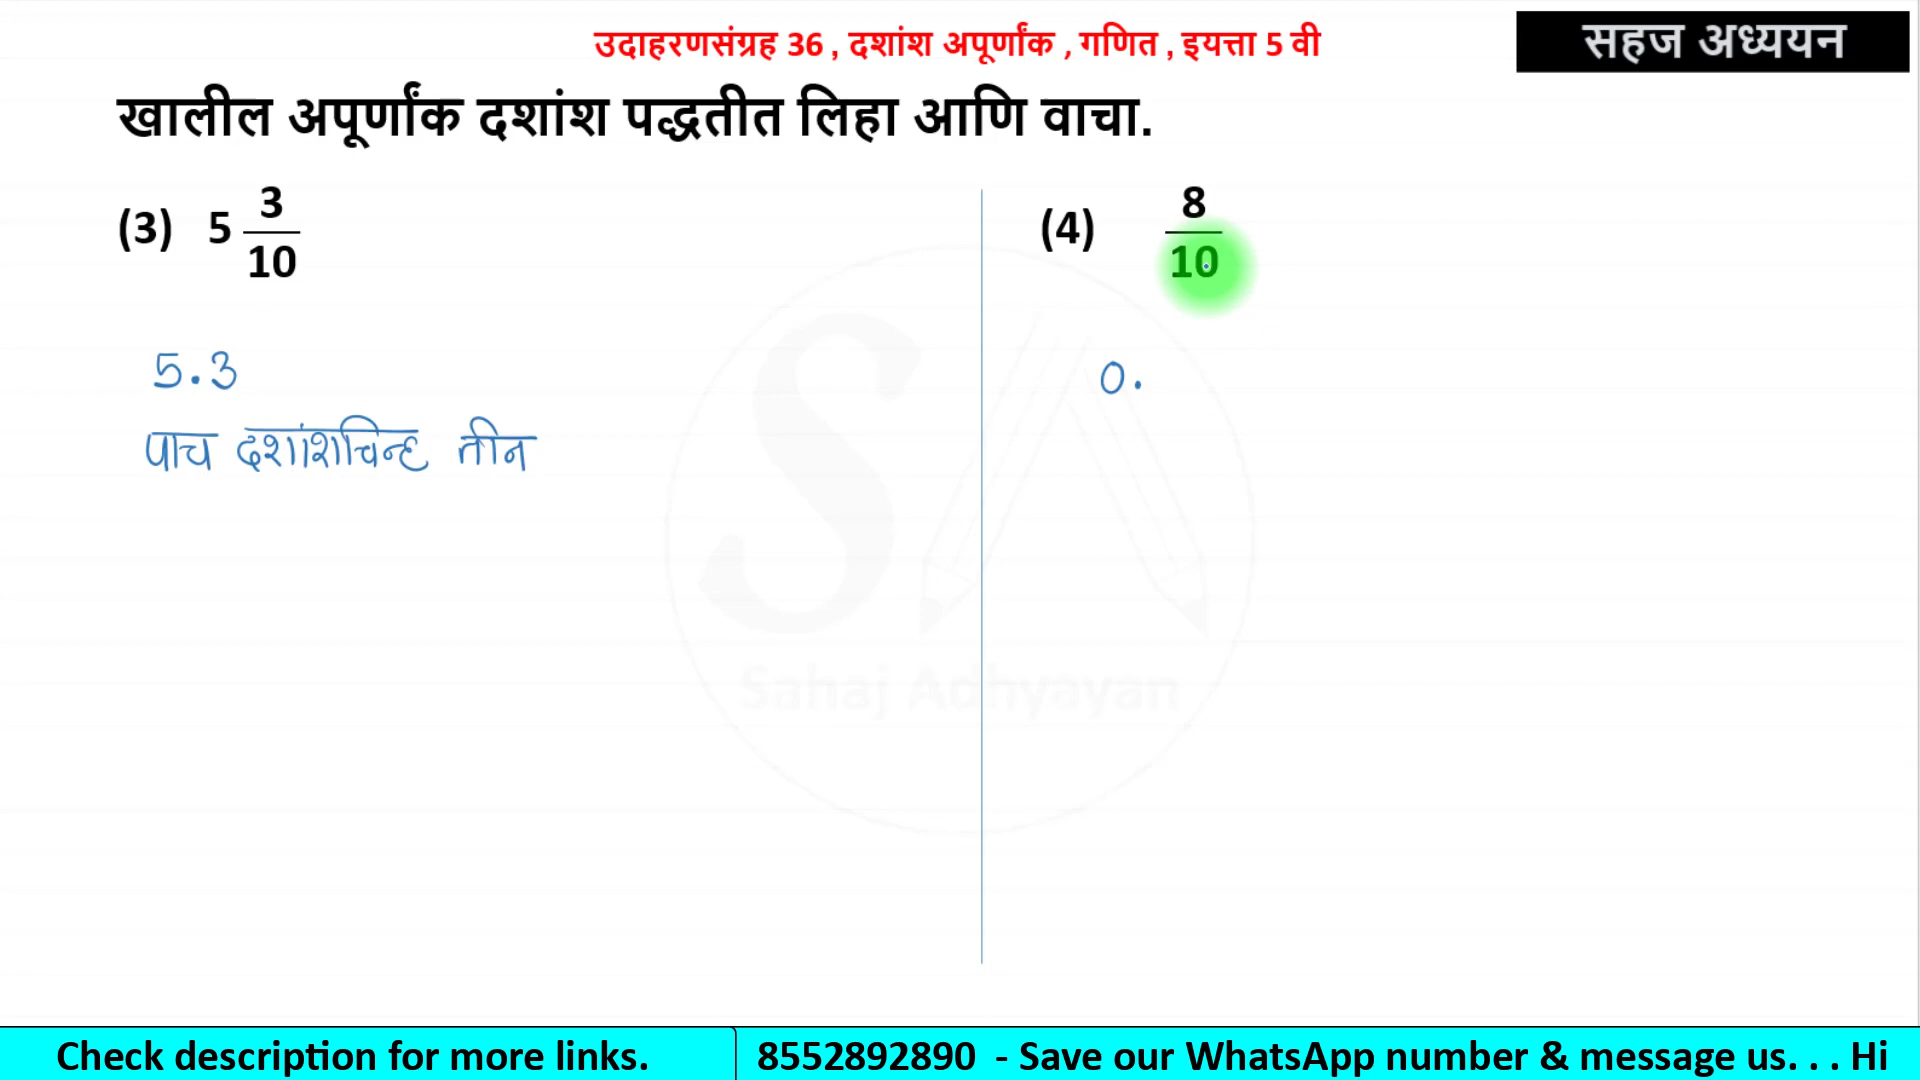 उदाहरणसंग्रह 36 , दशांश अपूर्णांक , गणित , इयत्ता 5 वी
सहज अध्ययन
खालील अपूर्णांक दशांश पद्धतीत लिहा आणि वाचा.
(3) 5 3/10
5.3
पाच दशांशचिन्ह तीन
(4) 8/10
0.
Sahaj Adhyayan
Check description for more links.
8552892890 - Save our WhatsApp number & message us. . . Hi